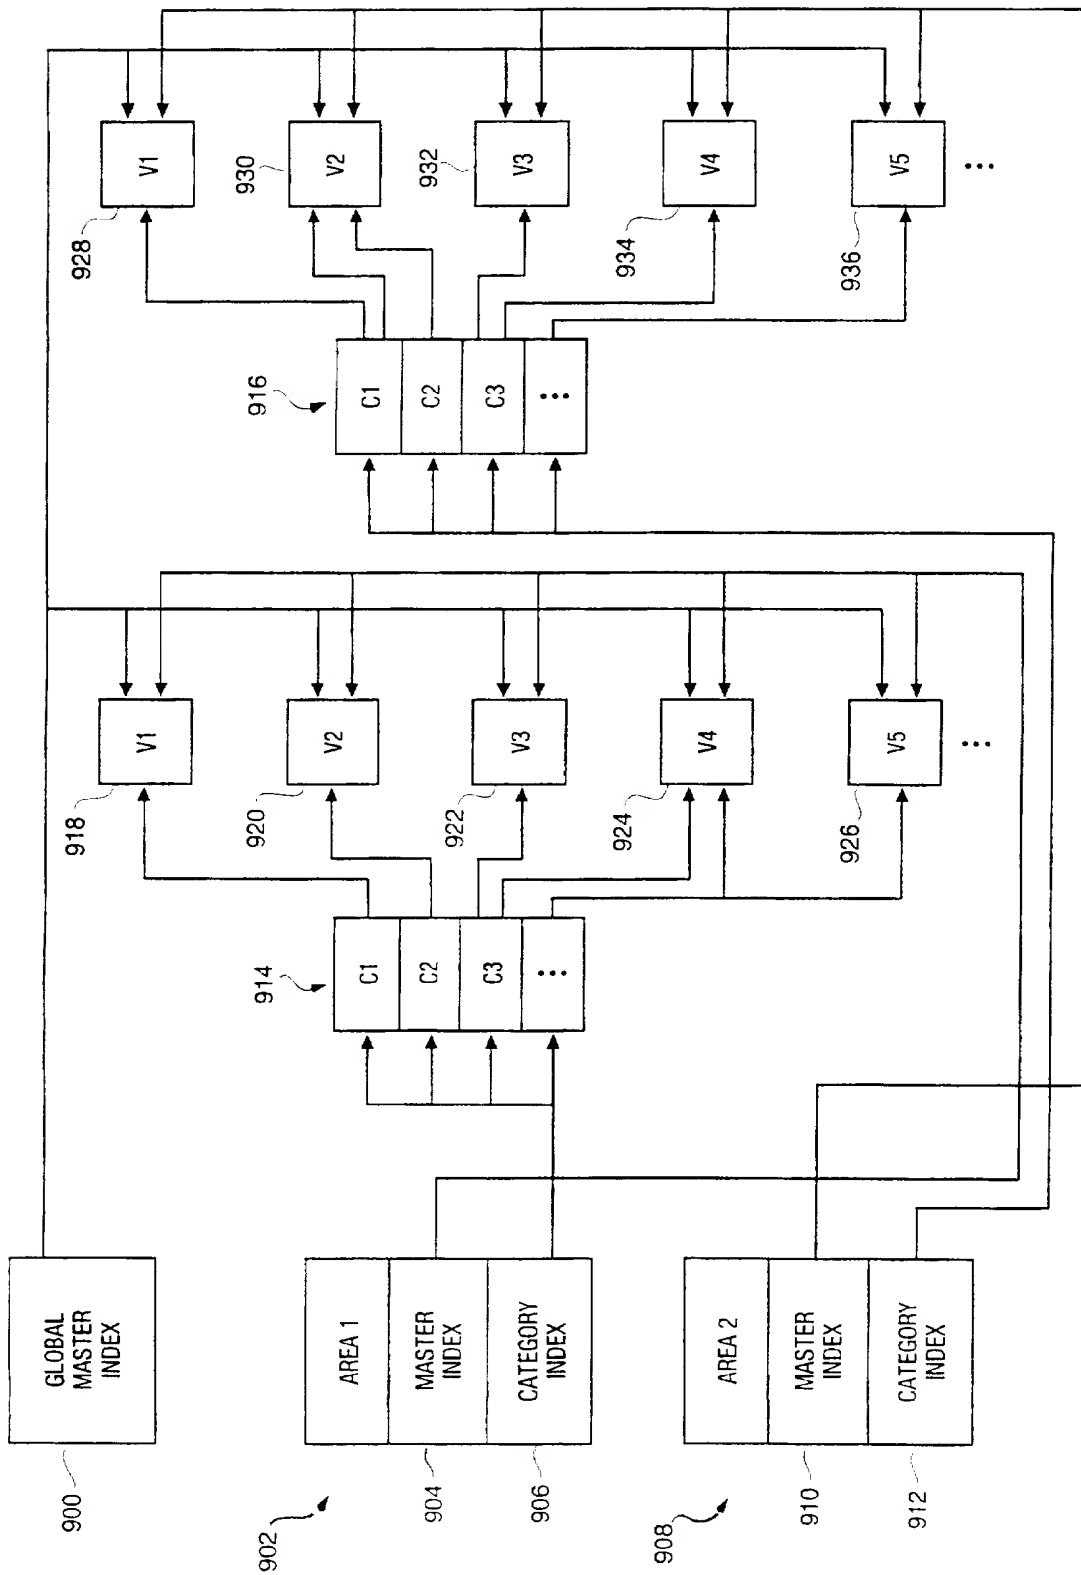 900
GLOBAL
MASTER
INDEX
902
AREA 1
904
MASTER
INDEX
906
CATEGORY
INDEX
908
AREA 2
910
MASTER
INDEX
912
CATEGORY
INDEX
914
C1
C2
C3
...
918
V1
920
V2
922
V3
924
V4
926
V5
...
916
C1
C2
C3
...
928
V1
930
V2
932
V3
934
V4
936
V5
...